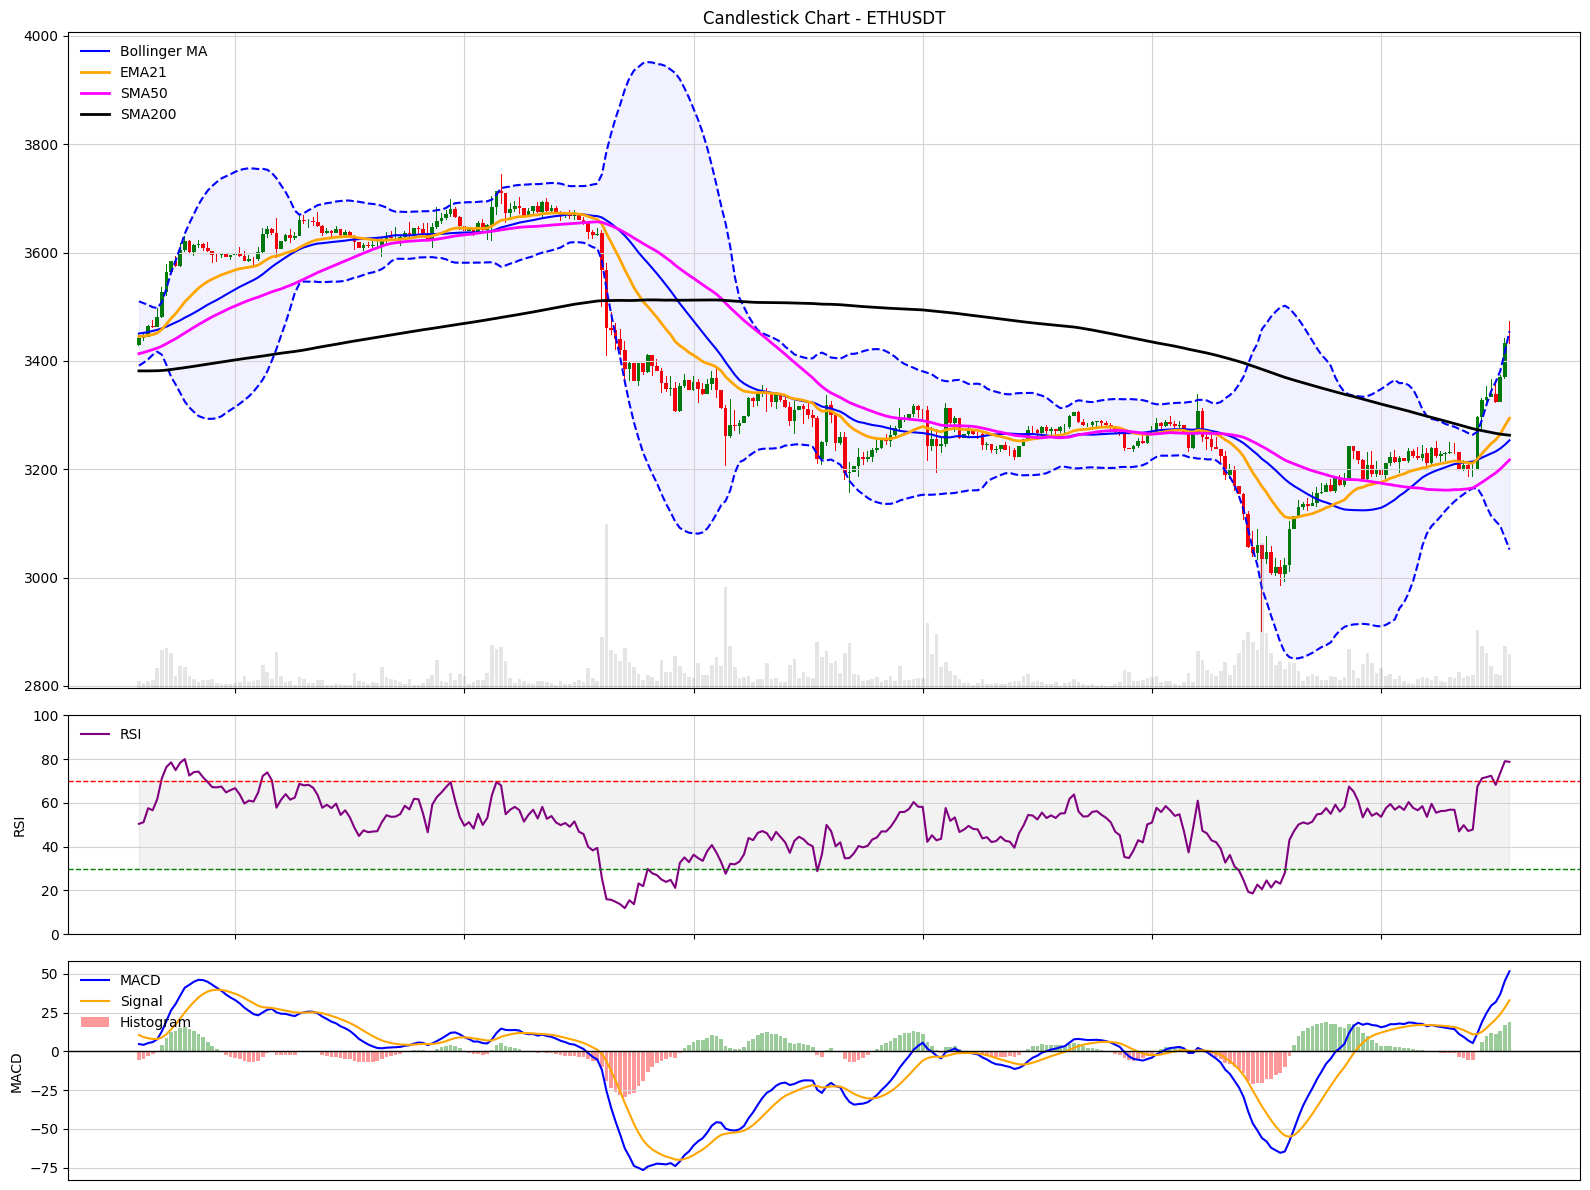 Candlestick Chart - ETHUSDT
4000
3800
3600
3400
3200
3000
2800
Bollinger MA
EMA21
SMA50
SMA200
100
80
60
40
20
0
RSI
RSI
50
25
0
−25
−50
−75
MACD
MACD
Signal
Histogram